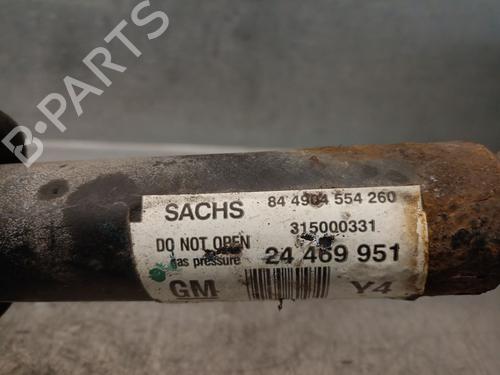 B-PARTS
SACHS 84 4904 554 260
315000331
DO NOT OPEN
gas pressure 24 469 951
GM Y4